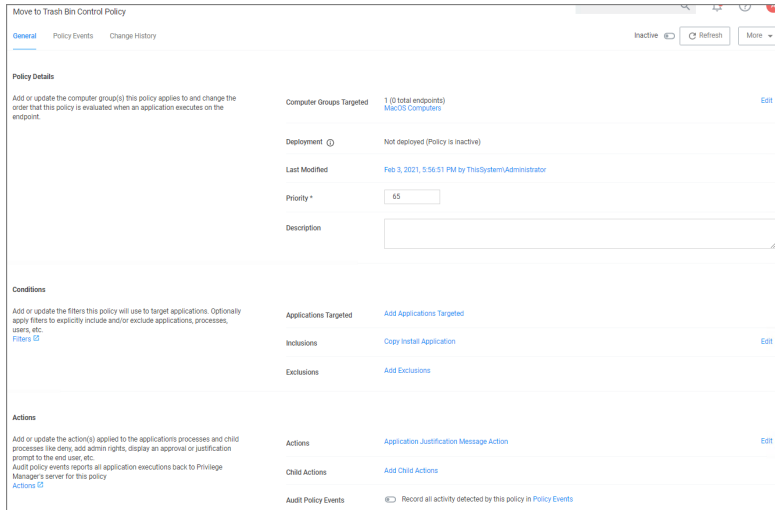 Move to Trash Bin Control Policy
General
Policy Events
Change History
Inactive
Refresh
More
Policy Details
Add or update the computer group(s) this policy applies to and change the
order that this policy is evaluated when an application executes on the
endpoint.
Computer Groups Targeted
1 (0 total endpoints)
MacOS Computers
Edit
Deployment
Not deployed (Policy is inactive)
Last Modified
Feb 3, 2021, 5:56:51 PM by ThisSystem\Administrator
Priority *
65
Description
Conditions
Add or update the filters this policy will use to target applications. Optionally
apply filters to explicitly include and/or exclude applications, processes,
users, etc.
Filters
Applications Targeted
Add Applications Targeted
Inclusions
Copy Install Application
Edit
Exclusions
Add Exclusions
Actions
Add or update the action(s) applied to the application's processes and child
processes like deny, add admin rights, display an approval or justification
prompt to the end user, etc.
Audit policy events reports all application executions back to Privilege
Manager's server for this policy
Actions
Actions
Application Justification Message Action
Edit
Child Actions
Add Child Actions
Audit Policy Events
Record all activity detected by this policy in Policy Events